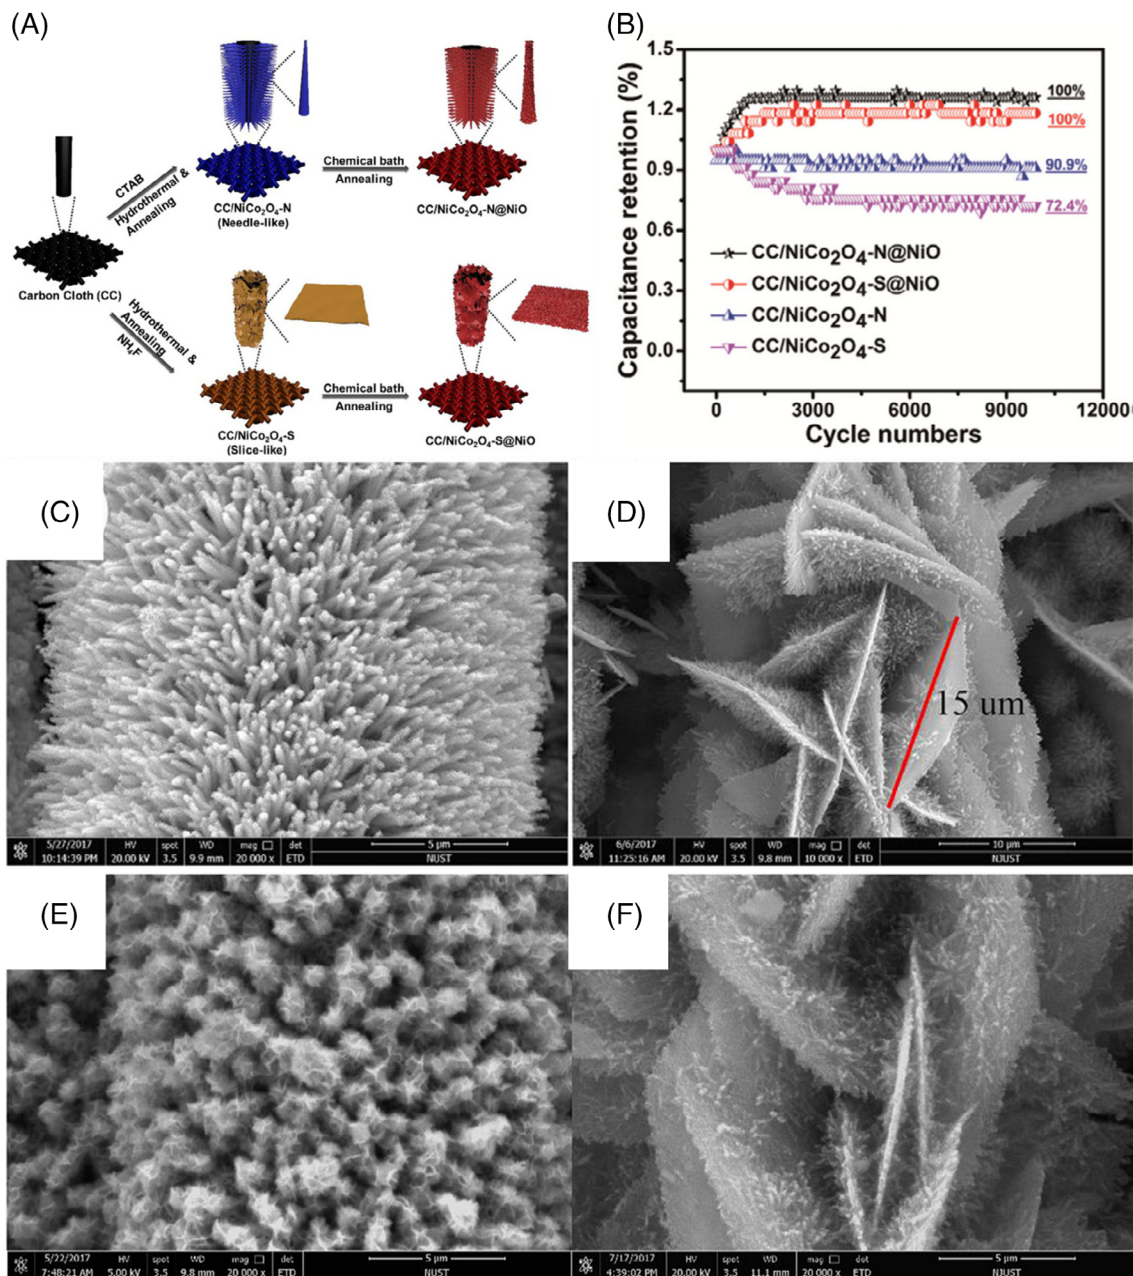 (A)
CTAB
Hydrothermal &
Annealing
CC/NiCo₂O₄-N
(Needle-like)
Chemical bath
Annealing
CC/NiCo₂O₄-N@NiO
Carbon Cloth (CC)
Hydrothermal &
Annealing
NH₄F
CC/NiCo₂O₄-S
(Slice-like)
Chemical bath
Annealing
CC/NiCo₂O₄-S@NiO
(B)
Capacitance retention (%)
1.5
1.2
0.9
0.6
0.3
0.0
100%
100%
90.9%
72.4%
CC/NiCo₂O₄-N@NiO
CC/NiCo₂O₄-S@NiO
CC/NiCo₂O₄-N
CC/NiCo₂O₄-S
0 3000 6000 9000 12000
Cycle numbers
(C)
5/27/2017 HV spot WD mag det 5 µm
10:14:39 PM 20.00 kV 3.5 9.9 mm 20 000 x ETD NUST
(D)
15 um
6/6/2017 HV spot WD mag det 10 µm
11:25:16 AM 20.00 kV 3.5 9.8 mm 10 000 x ETD NJUST
(E)
5/22/2017 HV spot WD mag det 5 µm
7:48:21 AM 5.00 kV 3.5 9.8 mm 20 000 x ETD NUST
(F)
7/17/2017 HV spot WD mag det 5 µm
4:39:02 PM 20.00 kV 3.5 11.1 mm 20 000 x ETD NJUST